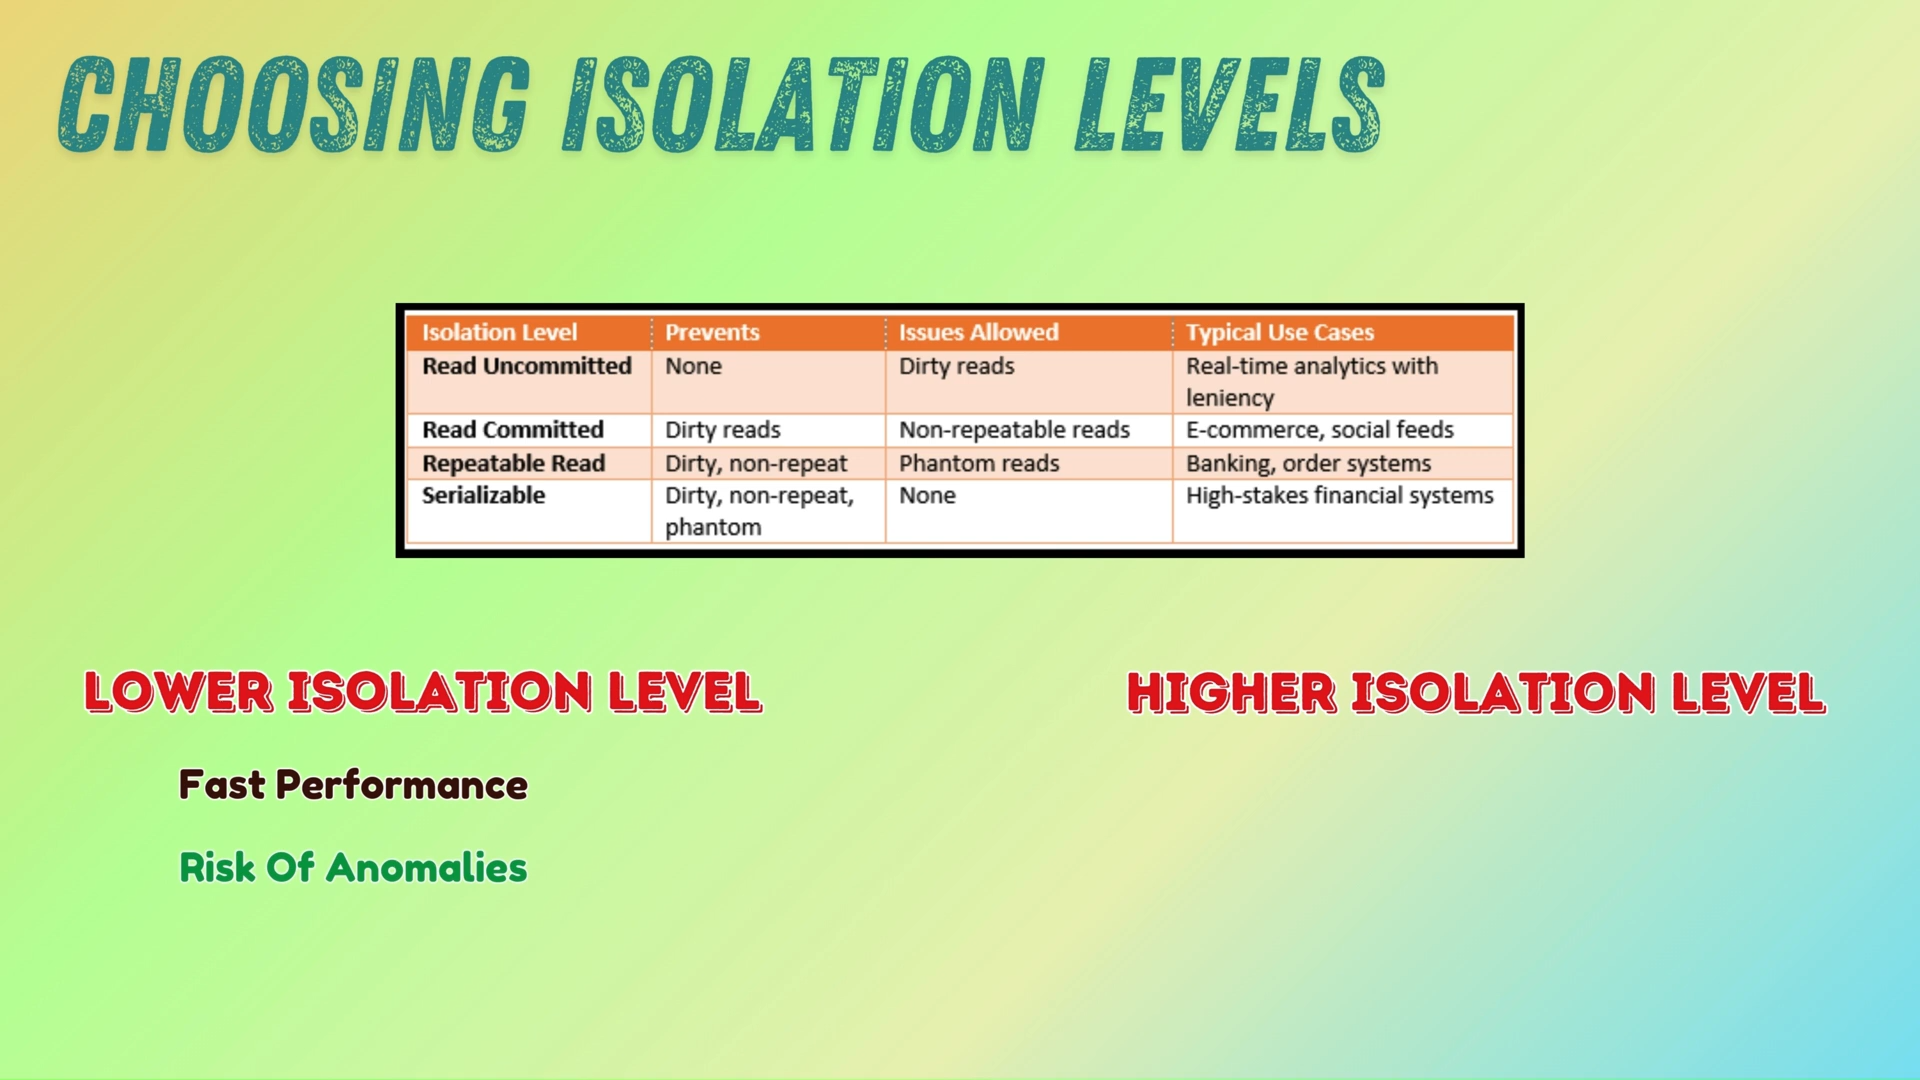 CHOOSING ISOLATION LEVELS
Isolation Level Prevents Issues Allowed Typical Use Cases
Read Uncommitted None Dirty reads Real-time analytics with
leniency
Read Committed Dirty reads Non-repeatable reads E-commerce, social feeds
Repeatable Read Dirty, non-repeat Phantom reads Banking, order systems
Serializable Dirty, non-repeat, None High-stakes financial systems
phantom
LOWER ISOLATION LEVEL
HIGHER ISOLATION LEVEL
Fast Performance
Risk Of Anomalies